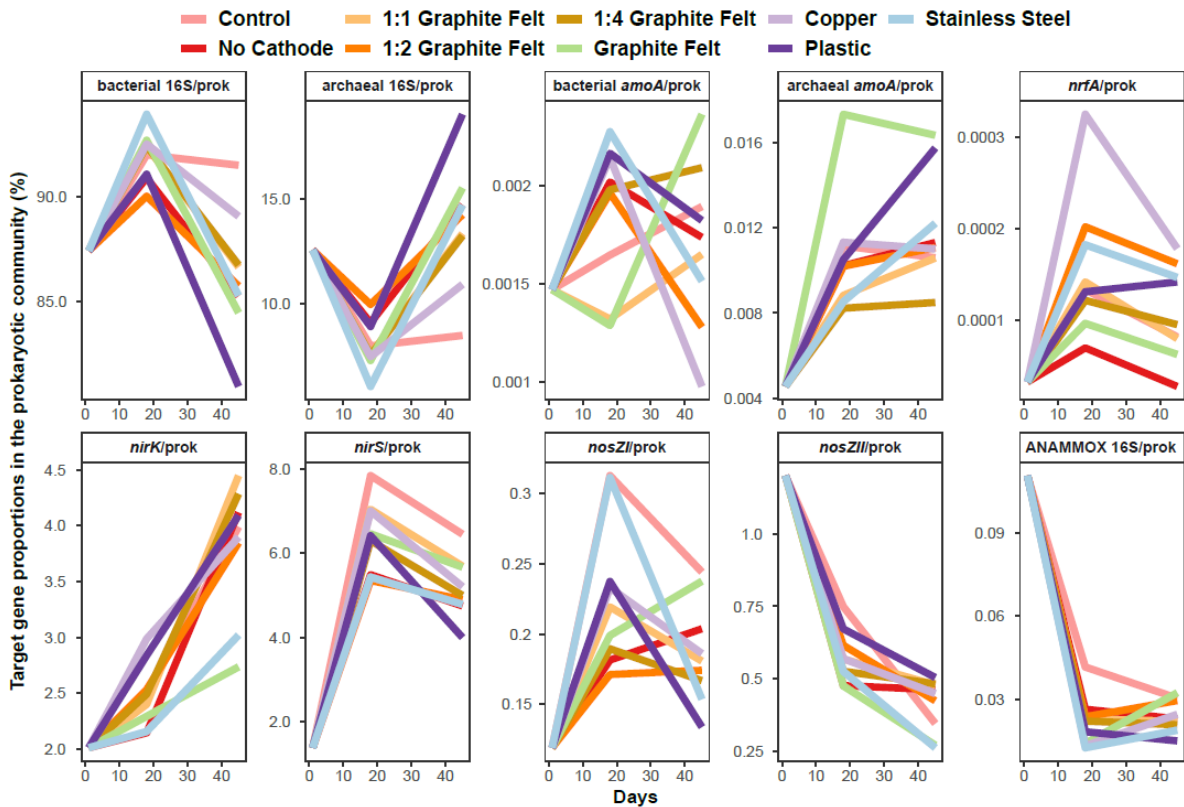 Control 1:1 Graphite Felt 1:4 Graphite Felt Copper Stainless Steel
No Cathode 1:2 Graphite Felt Graphite Felt Plastic
bacterial 16S/prok archaeal 16S/prok bacterial amoA/prok archaeal amoA/prok nrfA/prok
90.0
85.0
0 10 20 30 40
15.0
10.0
0 10 20 30 40
0.002
0.0015
0.001
0 10 20 30 40
0.016
0.012
0.008
0.004
0 10 20 30 40
0.0003
0.0002
0.0001
0 10 20 30 40
Target gene proportions in the prokaryotic community (%)
nirK/prok nirS/prok nosZI/prok nosZII/prok ANAMMOX 16S/prok
4.5
4.0
3.5
3.0
2.5
2.0
0 10 20 30 40
8.0
6.0
4.0
2.0
0 10 20 30 40
0.3
0.25
0.2
0.15
0 10 20 30 40
1.0
0.75
0.5
0.25
0 10 20 30 40
0.09
0.06
0.03
0 10 20 30 40
Days